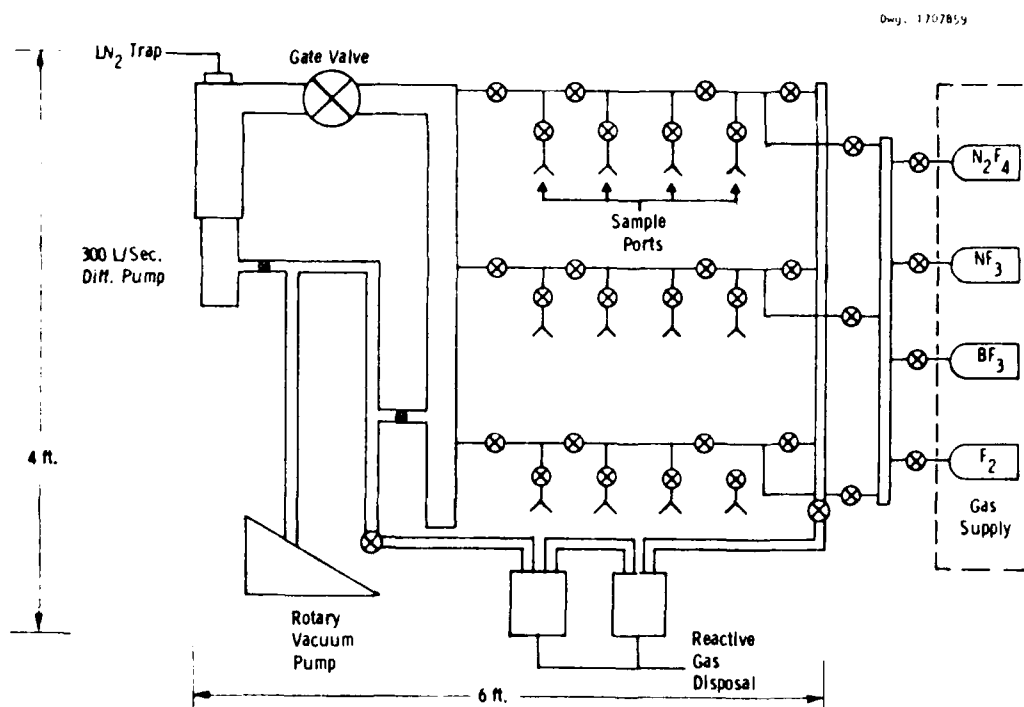 Dwg. 1707859
LN2 Trap
Gate Valve
N2F4
Sample
Ports
300 L/Sec.
Diff. Pump
NF3
BF3
4 ft.
F2
Gas
Supply
Rotary
Vacuum
Pump
Reactive
Gas
Disposal
6 ft.